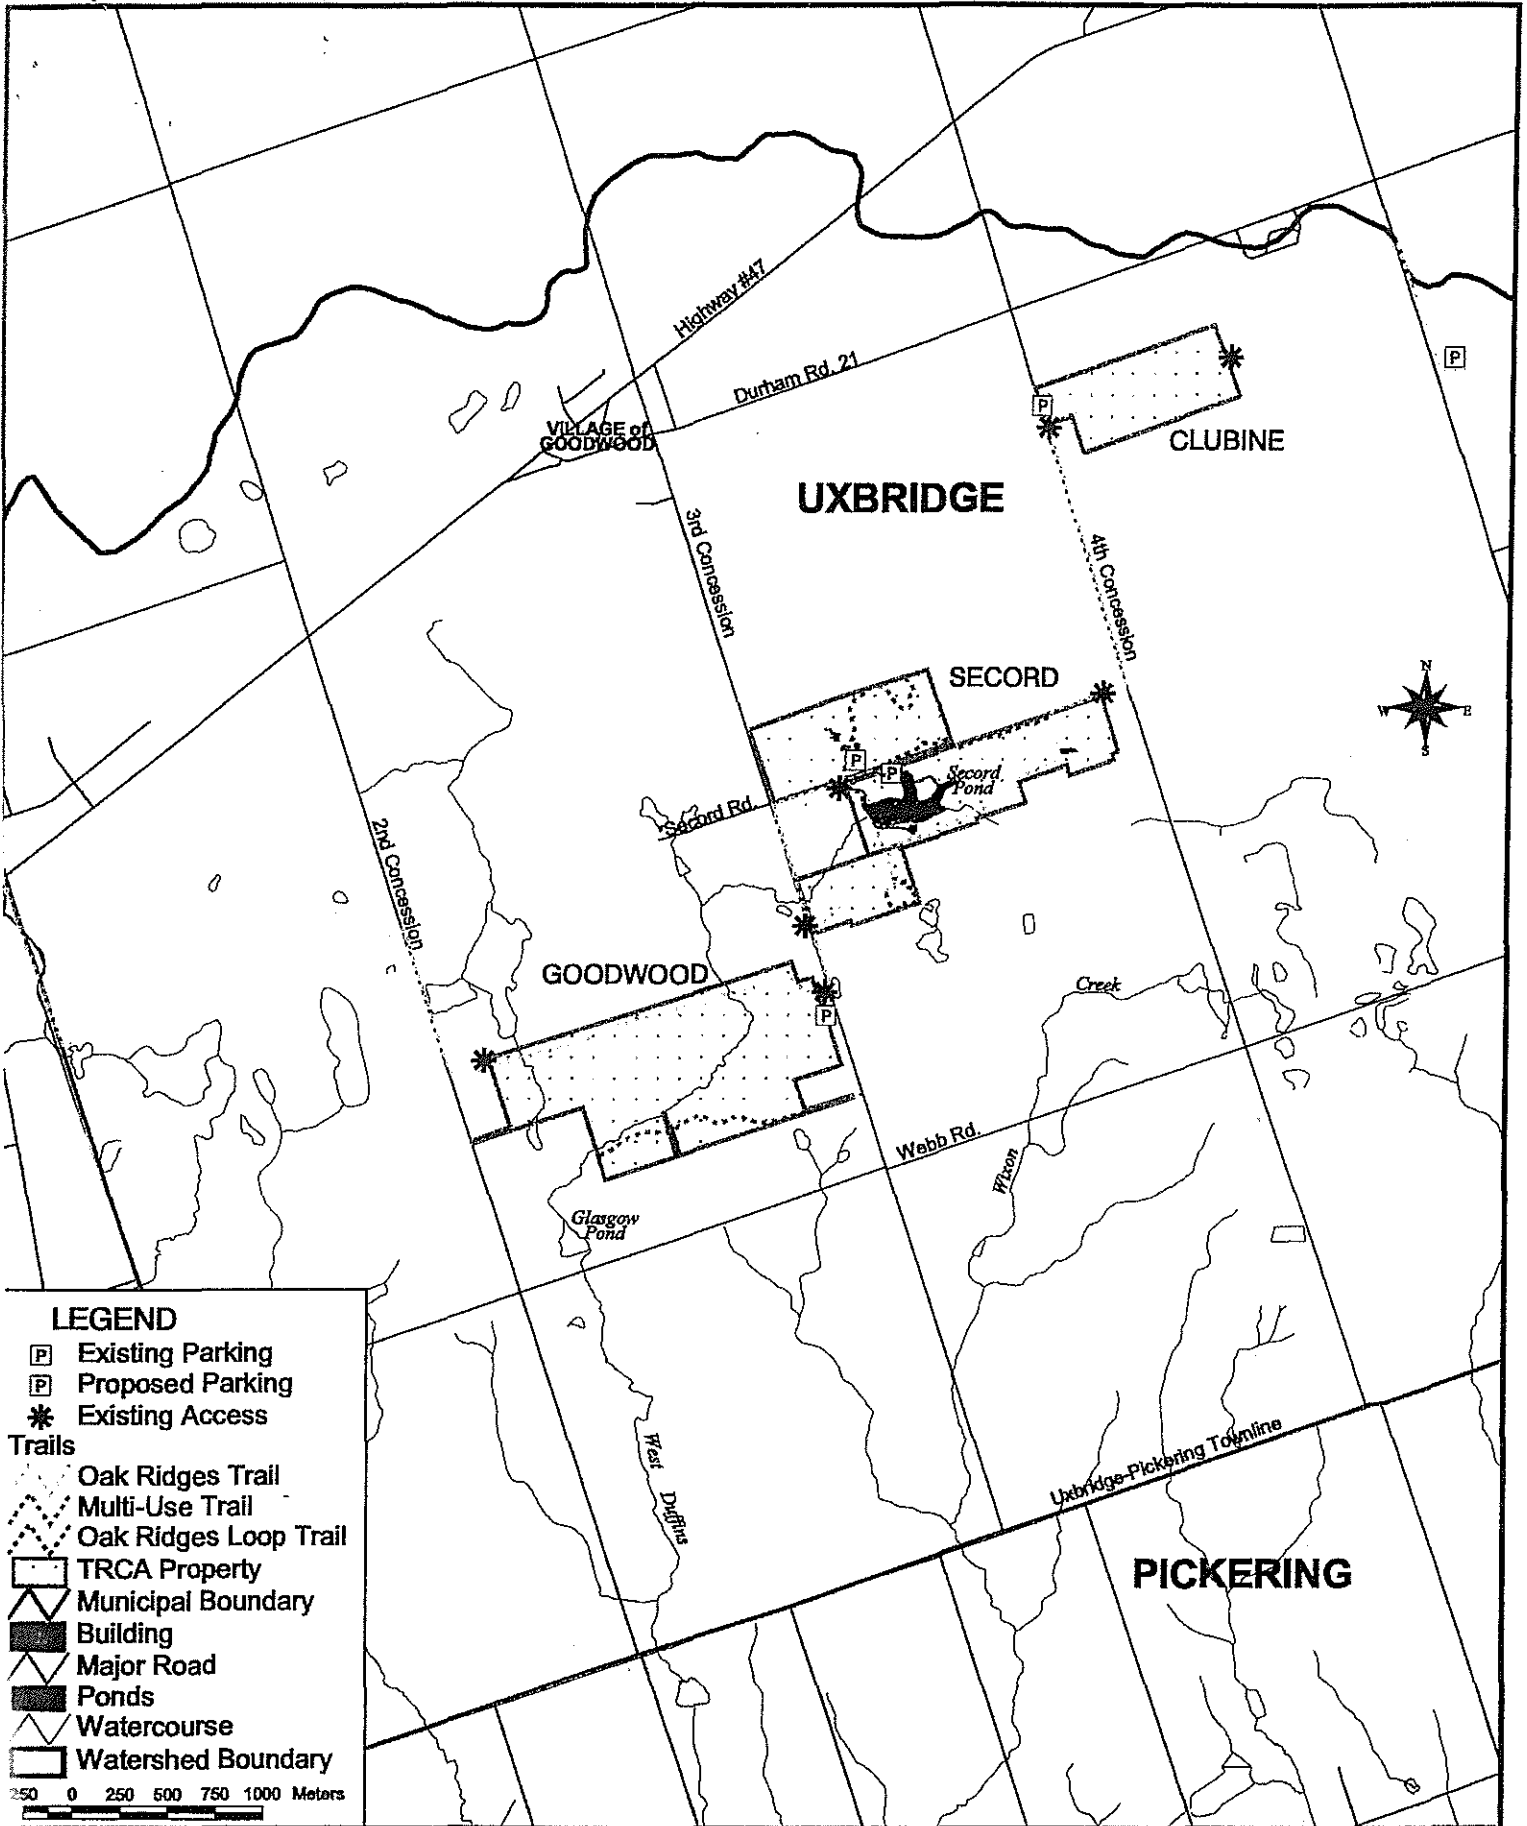 Highway #47
Durham Rd. 21
P
VILLAGE of
GOODWOOD
P
CLUBINE
UXBRIDGE
3rd Concession
4th Concession
SECORD
N
W E
S
P
P
Secord
Pond
Secord Rd.
2nd Concession
GOODWOOD
Creek
P
Webb Rd.
Wixon
Glasgow
Pond
LEGEND
P Existing Parking
P Proposed Parking
Existing Access
Trails
Oak Ridges Trail
Multi-Use Trail
Oak Ridges Loop Trail
TRCA Property
Municipal Boundary
Building
Major Road
Ponds
Watercourse
Watershed Boundary
250 0 250 500 750 1000 Meters
West Duffins
Uxbridge-Pickering Townline
PICKERING